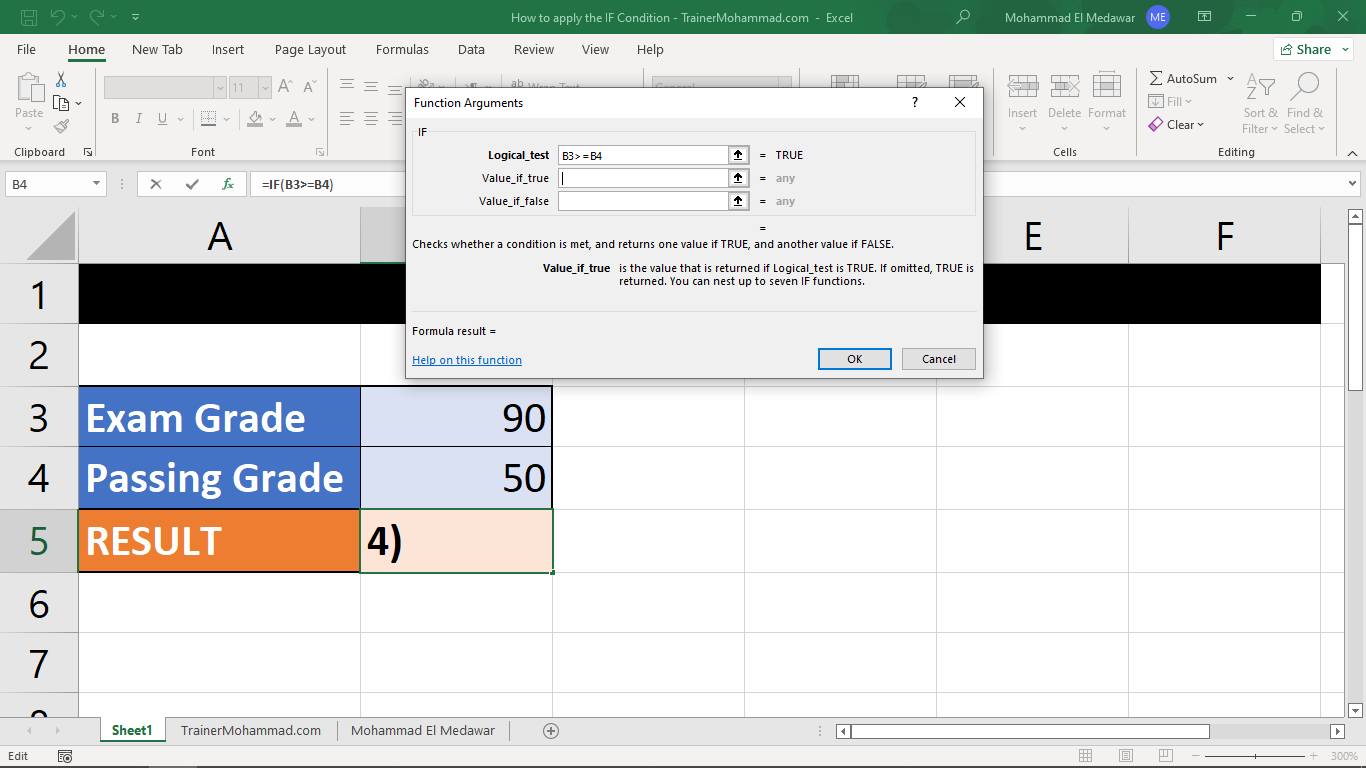 How to apply the IF Condition - TrainerMohammad.com - Excel
Mohammad El Medawar ME
File Home New Tab Insert Page Layout Formulas Data Review View Help Share
Paste
Clipboard
11 A A
B I U A
Font
ab Wrap Text
General
Insert Delete Format
Cells
AutoSum
Fill
Clear
Sort & Filter
Find & Select
Editing
B4 fx =IF(B3>=B4)
Function Arguments ?
IF
Logical_test B3>=B4 = TRUE
Value_if_true = any
Value_if_false = any
=
Checks whether a condition is met, and returns one value if TRUE, and another value if FALSE.
Value_if_true is the value that is returned if Logical_test is TRUE. If omitted, TRUE is
returned. You can nest up to seven IF functions.
Formula result =
Help on this function OK Cancel
A E F
1
2
3 Exam Grade 90
4 Passing Grade 50
5 RESULT 4)
6
7
Sheet1 TrainerMohammad.com Mohammad El Medawar
Edit 300%